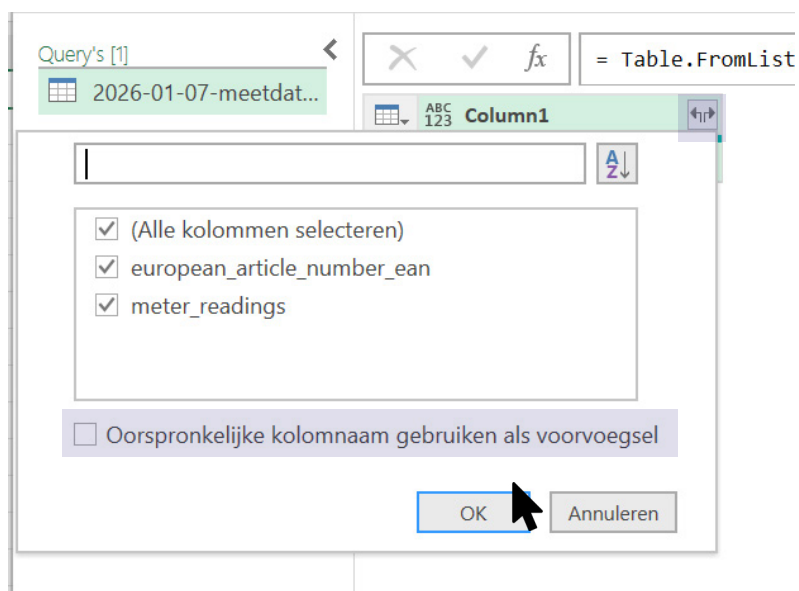 Query's [1]
2026-01-07-meetdat...
fx
= Table.FromList
ABC
123
Column1
A
Z
(Alle kolommen selecteren)
european_article_number_ean
meter_readings
Oorspronkelijke kolomnaam gebruiken als voorvoegsel
OK
Annuleren